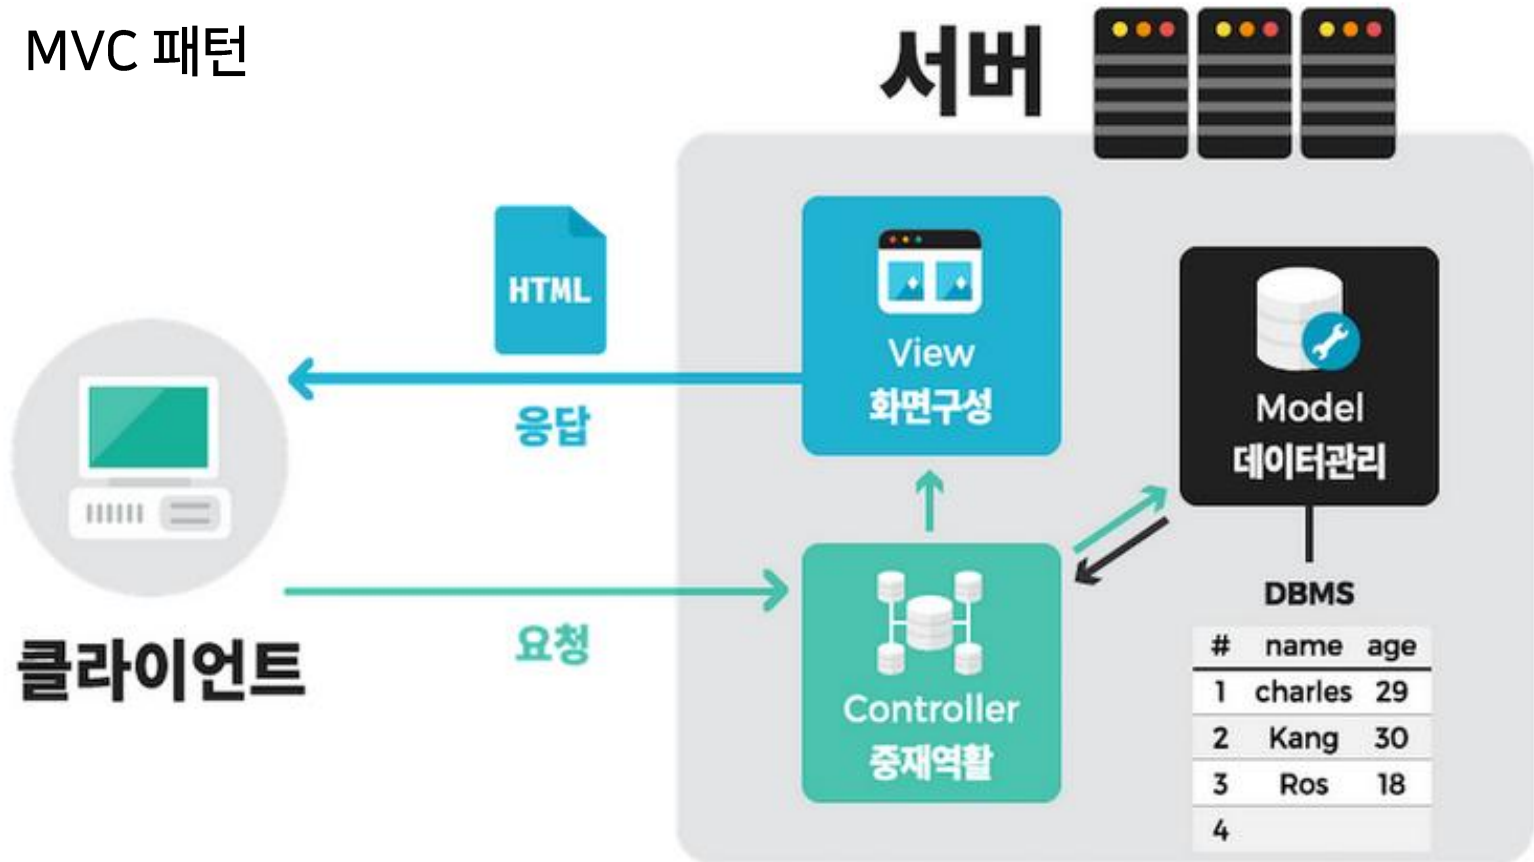 MVC 패턴
서버
HTML
응답
View
화면구성
Model
데이터관리
클라이언트
요청
Controller
중재역활
DBMS
# name age
1 charles 29
2 Kang 30
3 Ros 18
4